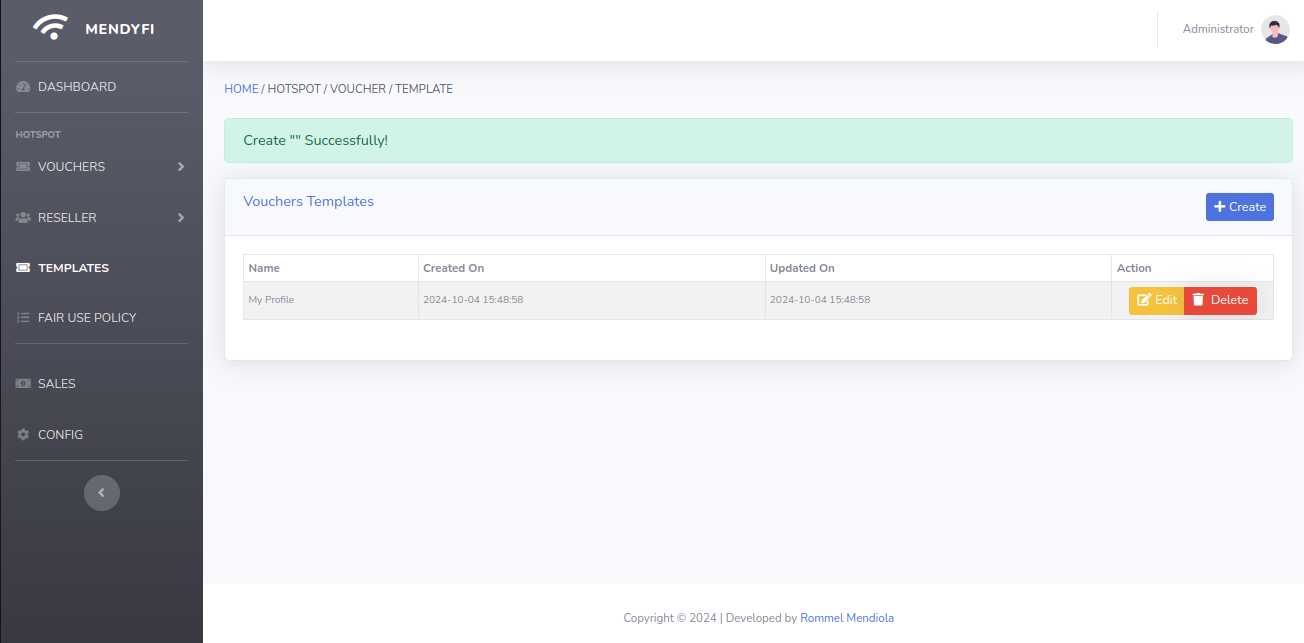 MENDYFI
Administrator
DASHBOARD
HOTSPOT
VOUCHERS
RESELLER
TEMPLATES
FAIR USE POLICY
SALES
CONFIG
HOME / HOTSPOT / VOUCHER / TEMPLATE
Create "" Successfully!
Vouchers Templates
Create
Name Created On Updated On Action
My Profile 2024-10-04 15:48:58 2024-10-04 15:48:58 Edit Delete
Copyright © 2024 | Developed by Rommel Mendiola